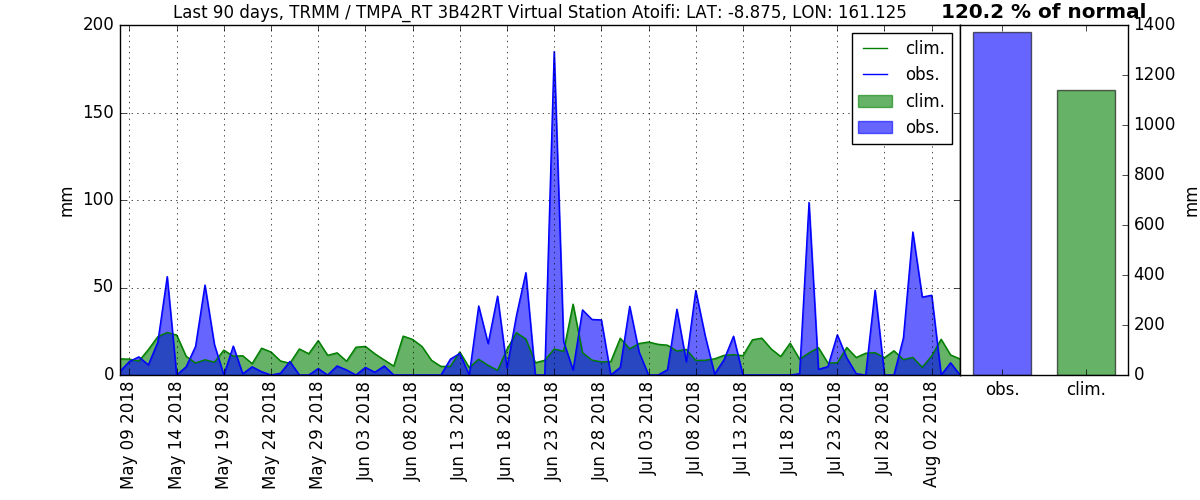 Last 90 days, TRMM / TMPA_RT 3B42RT Virtual Station Atoifi: LAT: -8.875, LON: 161.125
120.2 % of normal
200
150
100
50
0
mm
clim.
obs.
clim.
obs.
1400
1200
1000
800
600
400
200
0
mm
May 09 2018
May 14 2018
May 19 2018
May 24 2018
May 29 2018
Jun 03 2018
Jun 08 2018
Jun 13 2018
Jun 18 2018
Jun 23 2018
Jun 28 2018
Jul 03 2018
Jul 08 2018
Jul 13 2018
Jul 18 2018
Jul 23 2018
Jul 28 2018
Aug 02 2018
obs.
clim.